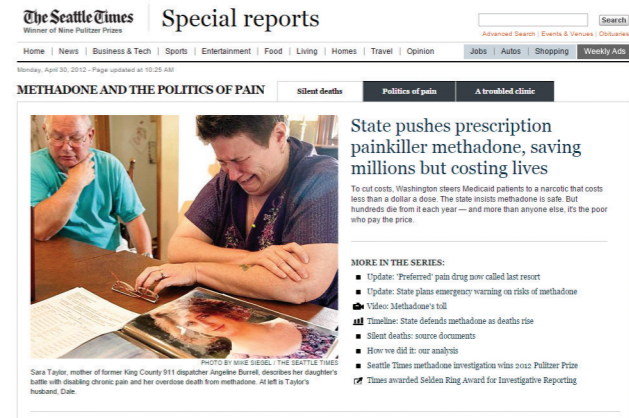 The Seattle Times
Winner of Nine Pulitzer Prizes
Special reports
Search
Advanced Search | Events & Venues | Obituaries
Home | News | Business & Tech | Sports | Entertainment | Food | Living | Homes | Travel | Opinion
Jobs | Autos | Shopping | Weekly Ads
Monday, April 30, 2012 - Page updated at 10:25 AM
METHADONE AND THE POLITICS OF PAIN
Silent deaths
Politics of pain
A troubled clinic
State pushes prescription
painkiller methadone, saving
millions but costing lives
To cut costs, Washington steers Medicaid patients to a narcotic that costs
less than a dollar a dose. The state insists methadone is safe. But
hundreds die from it each year — and more than anyone else, it's the poor
who pay the price.
MORE IN THE SERIES:
Update: 'Preferred' pain drug now called last resort
Update: State plans emergency warning on risks of methadone
Video: Methadone's toll
Timeline: State defends methadone as deaths rise
Silent deaths: source documents
How we did it: our analysis
Seattle Times methadone investigation wins 2012 Pulitzer Prize
Times awarded Selden Ring Award for Investigative Reporting
PHOTO BY MIKE SIEGEL / THE SEATTLE TIMES
Sara Taylor, mother of former King County 911 dispatcher Angeline Burrell, describes her daughter's
battle with disabling chronic pain and her overdose death from methadone. At left is Taylor's
husband, Dale.